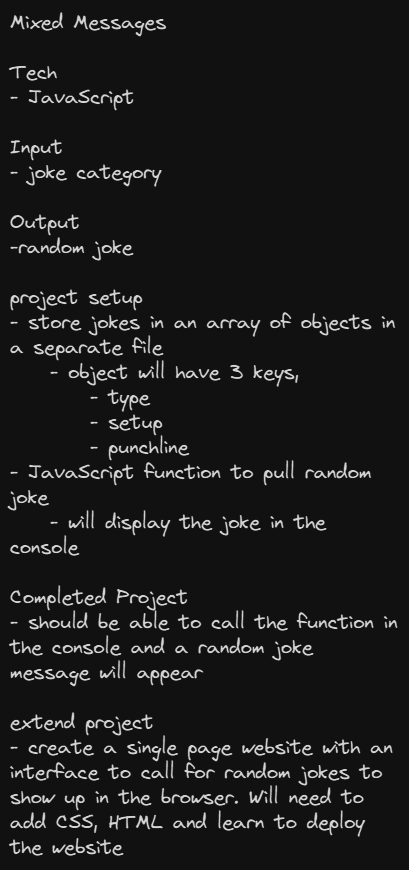 Mixed Messages
Tech
- JavaScript
Input
- joke category
Output
-random joke
project setup
- store jokes in an array of objects in
a separate file
- object will have 3 keys,
- type
- setup
- punchline
- JavaScript function to pull random
joke
- will display the joke in the
console
Completed Project
- should be able to call the function in
the console and a random joke
message will appear
extend project
- create a single page website with an
interface to call for random jokes to
show up in the browser. Will need to
add CSS, HTML and learn to deploy
the website